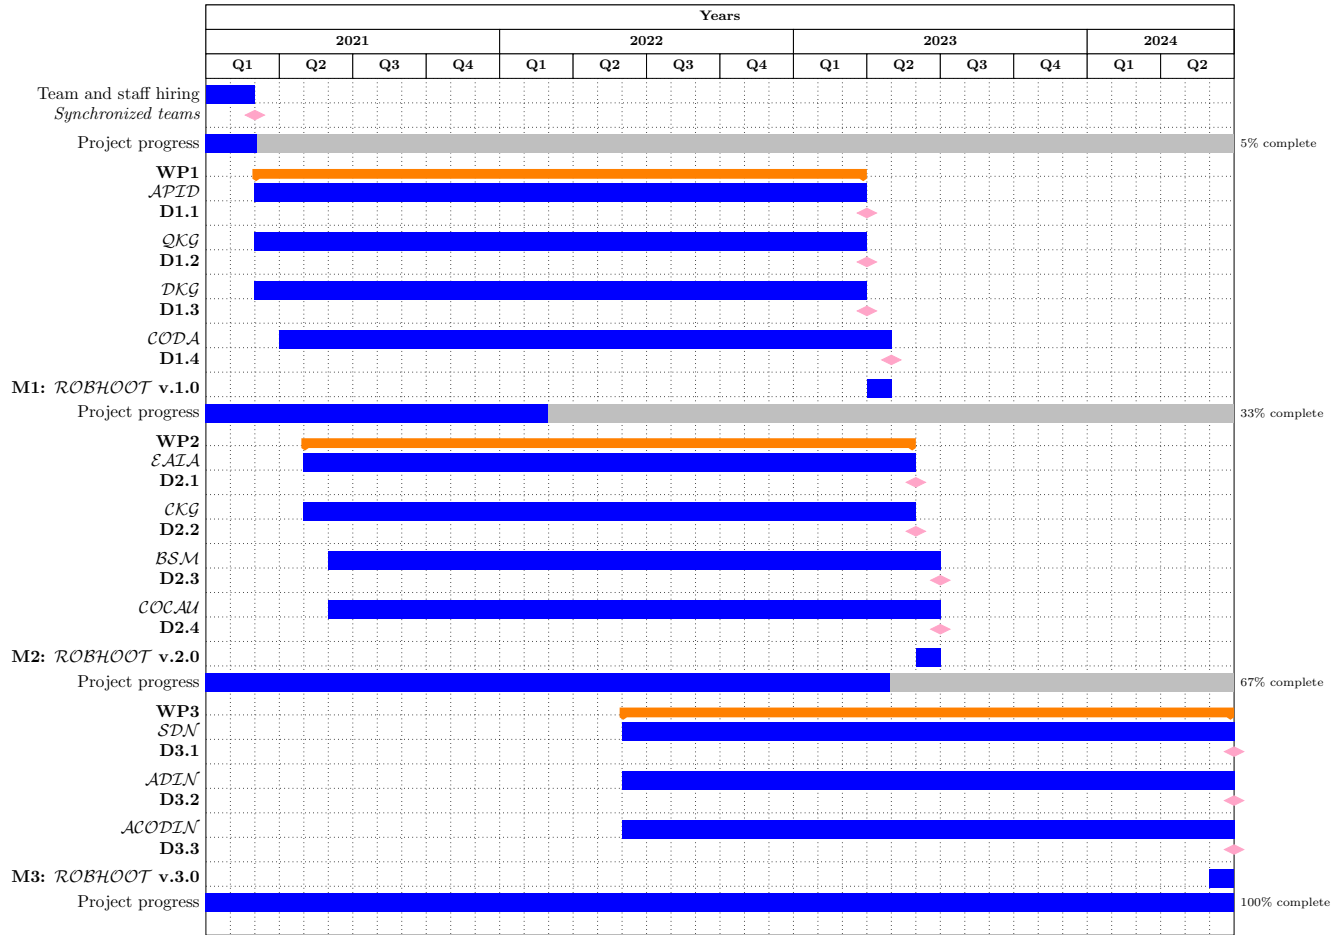 Years
2021 2022 2023 2024
Q1 Q2 Q3 Q4 Q1 Q2 Q3 Q4 Q1 Q2 Q3 Q4 Q1 Q2
Team and staff hiring
Synchronized teams
Project progress 5% complete
WP1
APID
D1.1
QKG
D1.2
DKG
D1.3
CODA
D1.4
M1: ROBHOOT v.1.0
Project progress 33% complete
WP2
EAIA
D2.1
CKG
D2.2
BSM
D2.3
COCAU
D2.4
M2: ROBHOOT v.2.0
Project progress 67% complete
WP3
SDN
D3.1
ADIN
D3.2
ACODIN
D3.3
M3: ROBHOOT v.3.0
Project progress 100% complete